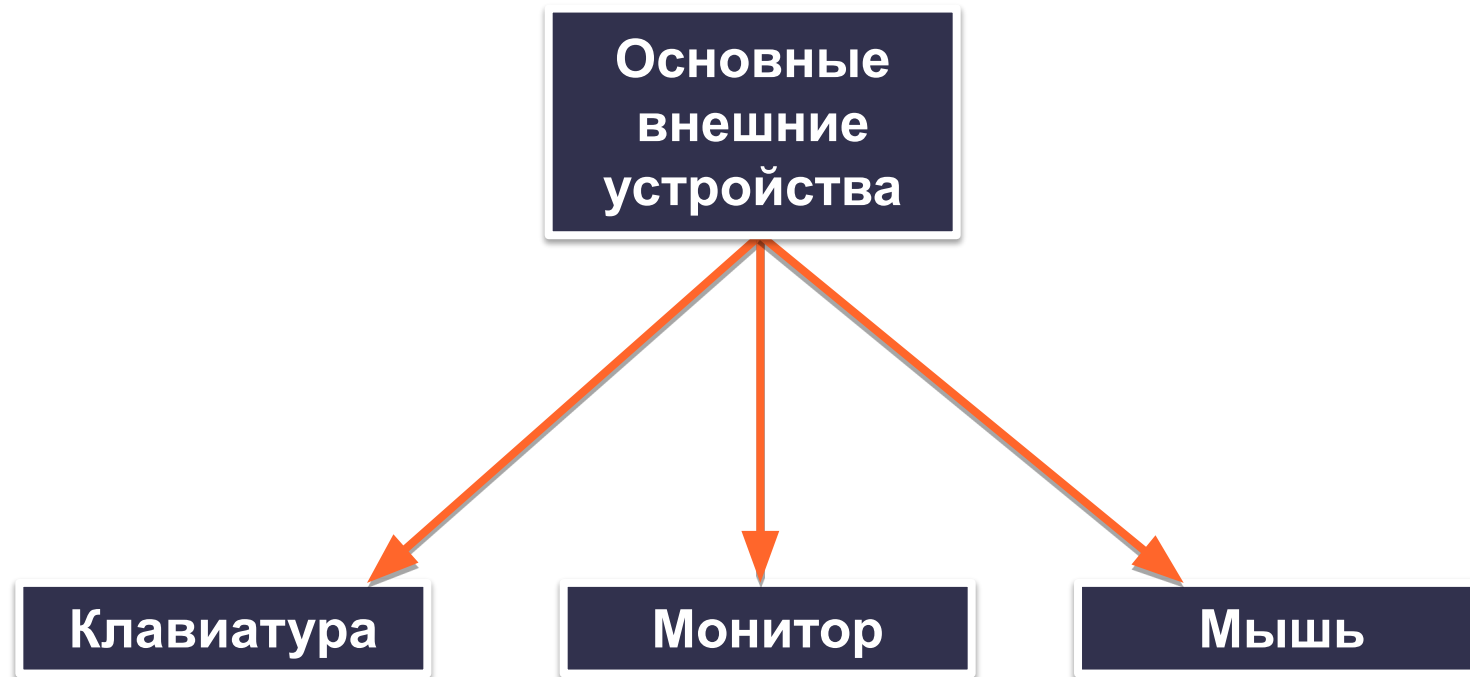 Основные
внешние
устройства
Клавиатура
Монитор
Мышь